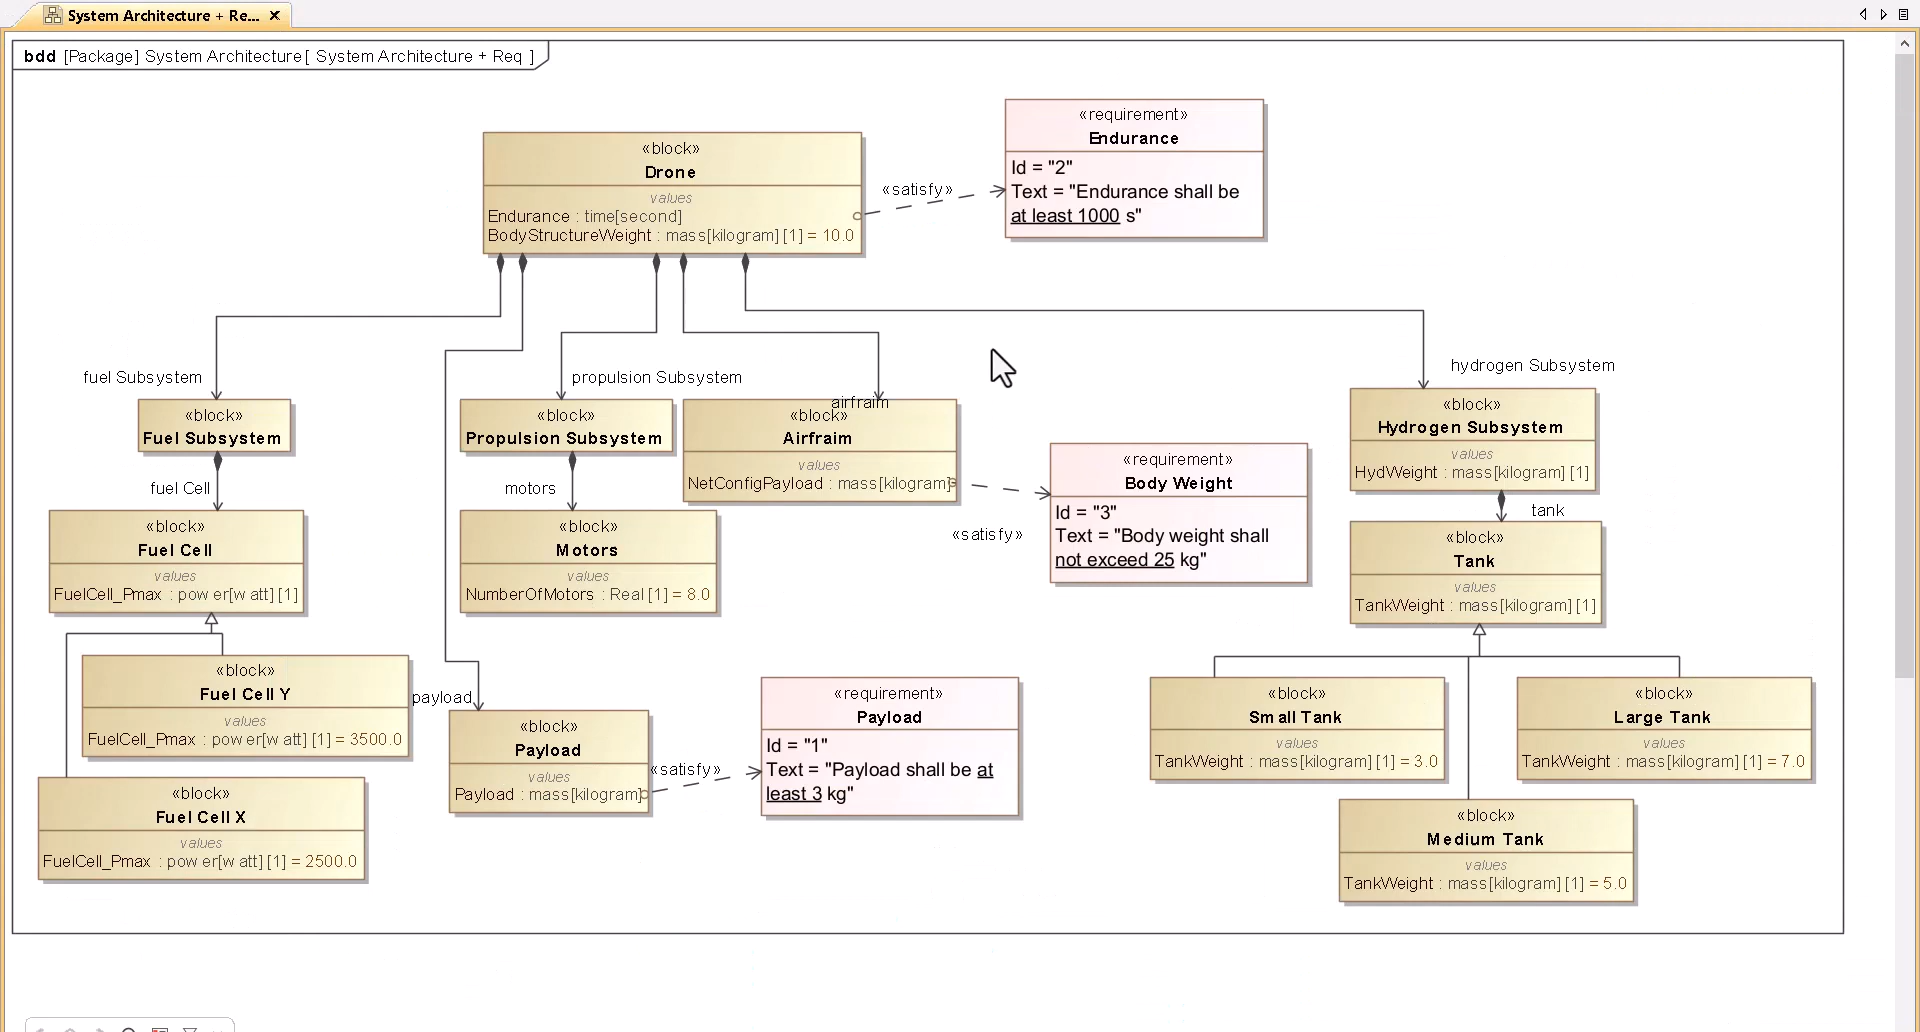 System Architecture + Re...
bdd [Package] System Architecture [ System Architecture + Req ]
«requirement»
Endurance
Id = "2"
Text = "Endurance shall be
at least 1000 s"
«block»
Drone
values
Endurance : time[second]
BodyStructureWeight : mass[kilogram] [1] = 10.0
«satisfy»
fuel Subsystem
propulsion Subsystem
airfraim
hydrogen Subsystem
«block»
Fuel Subsystem
«block»
Propulsion Subsystem
«block»
Airfraim
values
NetConfigPayload : mass[kilogram]
«block»
Hydrogen Subsystem
values
HydWeight : mass[kilogram] [1]
«satisfy»
«requirement»
Body Weight
Id = "3"
Text = "Body weight shall
not exceed 25 kg"
fuel Cell
motors
tank
«block»
Fuel Cell
values
FuelCell_Pmax : power[watt] [1]
«block»
Motors
values
NumberOfMotors : Real [1] = 8.0
«block»
Tank
values
TankWeight : mass[kilogram] [1]
«block»
Fuel Cell Y
values
FuelCell_Pmax : power[watt] [1] = 3500.0
payload
«block»
Payload
values
Payload : mass[kilogram]
«satisfy»
«requirement»
Payload
Id = "1"
Text = "Payload shall be at
least 3 kg"
«block»
Small Tank
values
TankWeight : mass[kilogram] [1] = 3.0
«block»
Large Tank
values
TankWeight : mass[kilogram] [1] = 7.0
«block»
Fuel Cell X
values
FuelCell_Pmax : power[watt] [1] = 2500.0
«block»
Medium Tank
values
TankWeight : mass[kilogram] [1] = 5.0